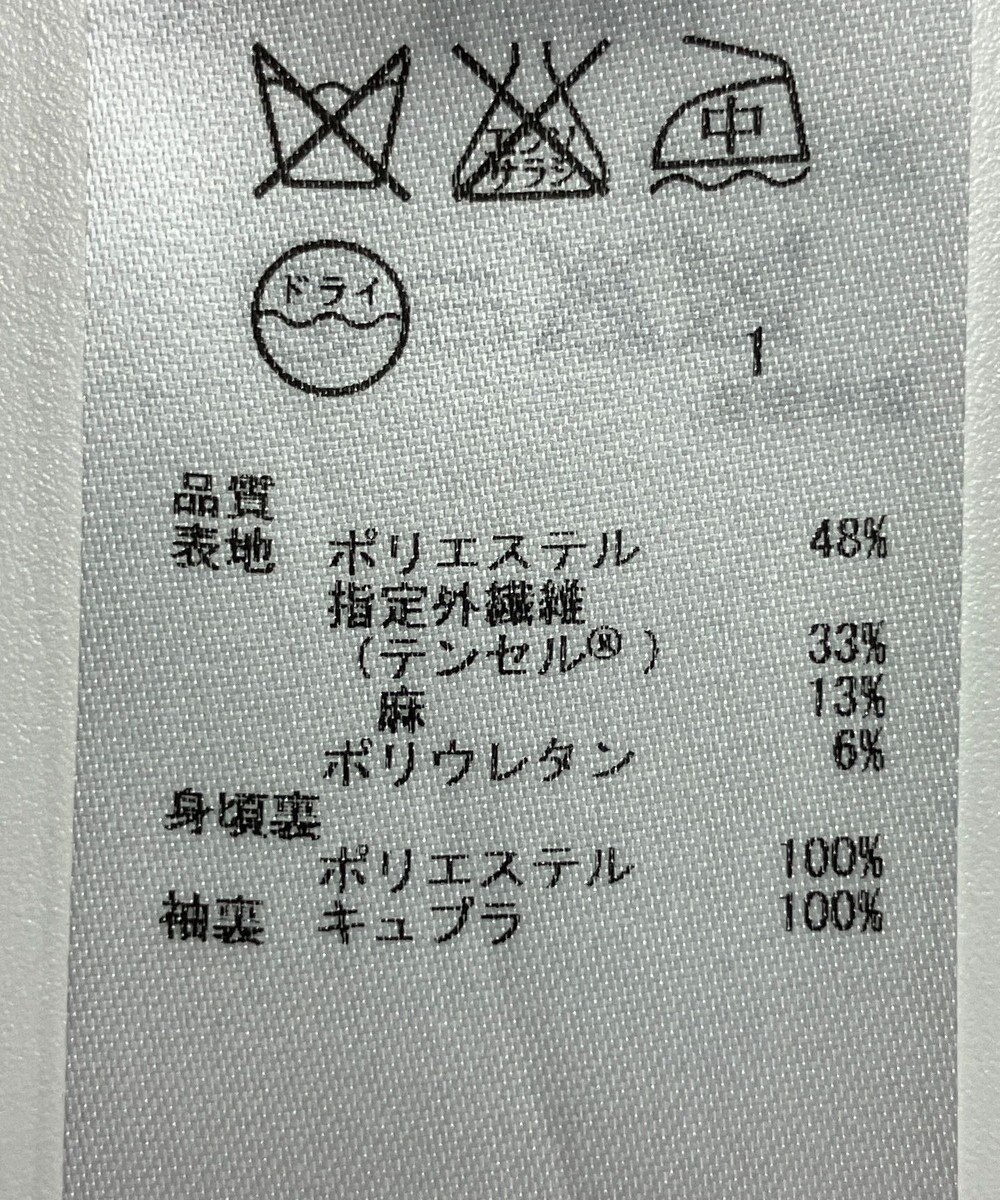 エンソ
サラシ
中
ドライ
1
品質
表地 ポリエステル 48%
指定外繊維
(テンセル®) 33%
麻 13%
ポリウレタン 6%
身頃裏
ポリエステル 100%
袖裏 キュプラ 100%